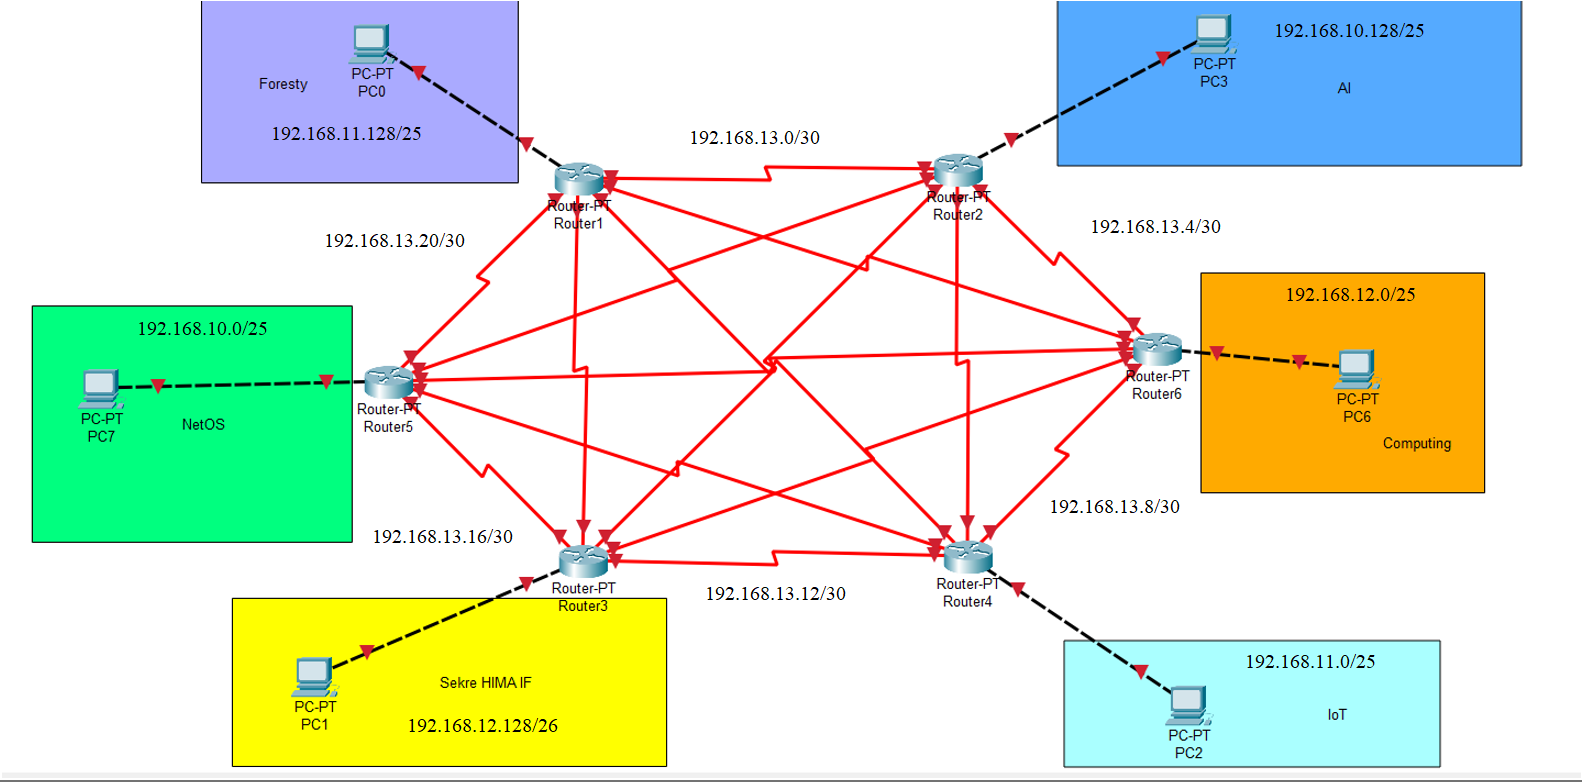 192.168.10.128/25
PC-PT
PC0
Foresty
192.168.11.128/25
PC-PT
PC3
AI
192.168.13.0/30
Router-PT
Router1
Router-PT
Router2
192.168.13.20/30
192.168.13.4/30
192.168.10.0/25
192.168.12.0/25
PC-PT
PC7
NetOS
Router-PT
Router5
Router-PT
Router6
PC-PT
PC6
Computing
192.168.13.16/30
192.168.13.8/30
Router-PT
Router3
192.168.13.12/30
Router-PT
Router4
Sekre HIMA IF
192.168.12.128/26
PC-PT
PC1
192.168.11.0/25
IoT
PC-PT
PC2